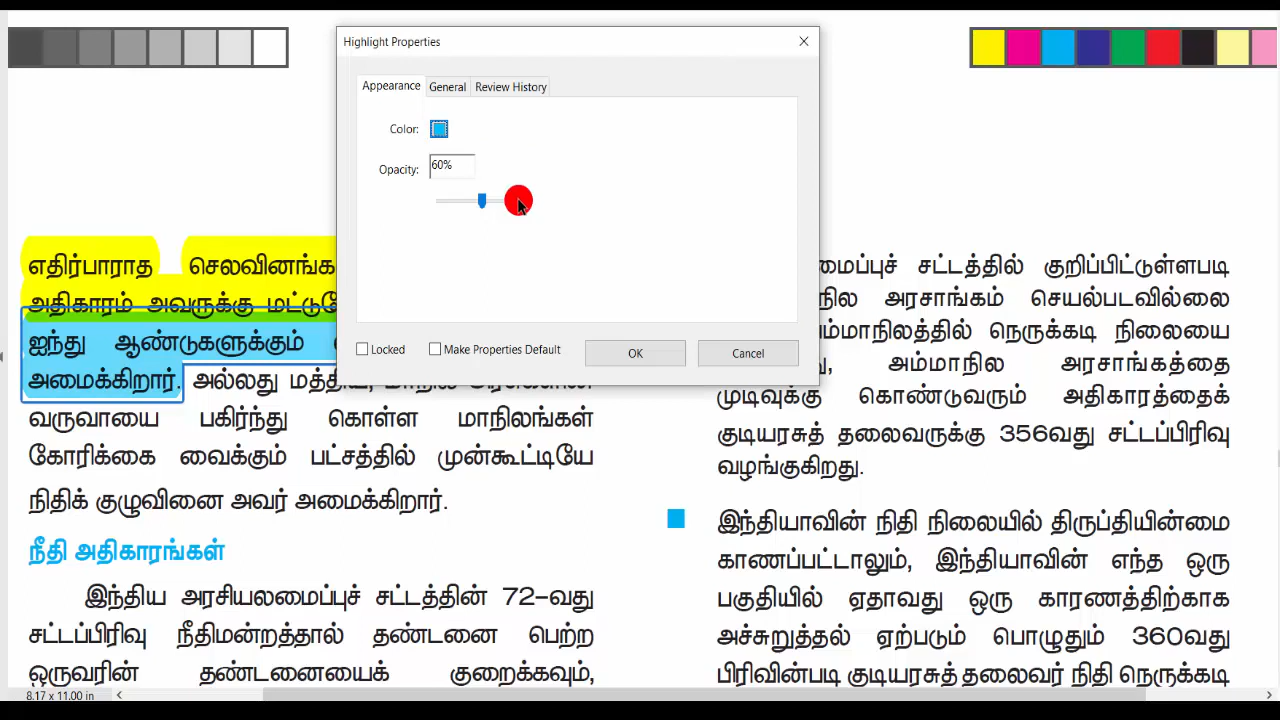 Highlight Properties
Appearance General Review History
Color:
Opacity: 60%
Locked Make Properties Default OK Cancel
எதிர்பாராத
அதிகாரம் அவருக்கு
ஐந்து ஆண்டுகளுக்கும்
அமைக்கிறார். அல்லது மத்திய,
வருவாயை பகிர்ந்து கொள்ள மாநிலங்கள்
கோரிக்கை வைக்கும் பட்சத்தில் முன்கூட்டியே
நிதிக் குழுவினை அவர் அமைக்கிறார்.
நீதி அதிகாரங்கள்
இந்திய அரசியலமைப்புச் சட்டத்தின் 72-வது
சட்டப்பிரிவு நீதிமன்றத்தால் தண்டனை பெற்ற
ஒருவரின் தண்டனையைக் குறைக்கவும்,
சட்டத்தில் குறிப்பிட்டுள்ளபடி
அரசாங்கம் செயல்படவில்லை
நெருக்கடி நிலையை
அம்மாநில அரசாங்கத்தை
முடிவுக்கு கொண்டுவரும் அதிகாரத்தைக்
குடியரசுத் தலைவருக்கு 356வது சட்டப்பிரிவு
வழங்குகிறது.
இந்தியாவின் நிதி நிலையில் திருப்தியின்மை
காணப்பட்டாலும், இந்தியாவின் எந்த ஒரு
பகுதியில் ஏதாவது ஒரு காரணத்திற்காக
அச்சுறுத்தல் ஏற்படும் பொழுதும் 360வது
பிரிவின்படி குடியரசுத் தலைவர் நிதி நெருக்கடி
8.17 x 11.00 in